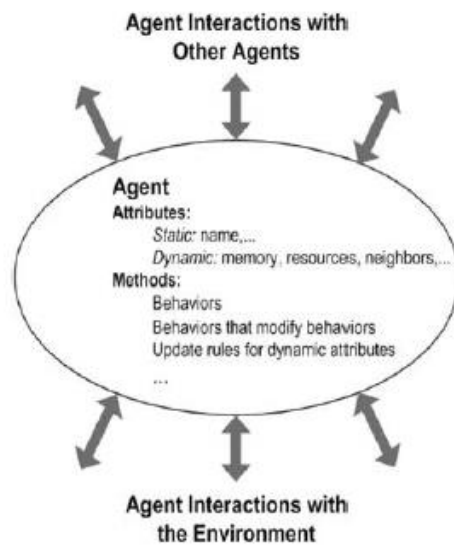 Agent Interactions with
Other Agents
Agent
Attributes:
Static: name,...
Dynamic: memory, resources, neighbors,...
Methods:
Behaviors
Behaviors that modify behaviors
Update rules for dynamic attributes
...
Agent Interactions with
the Environment